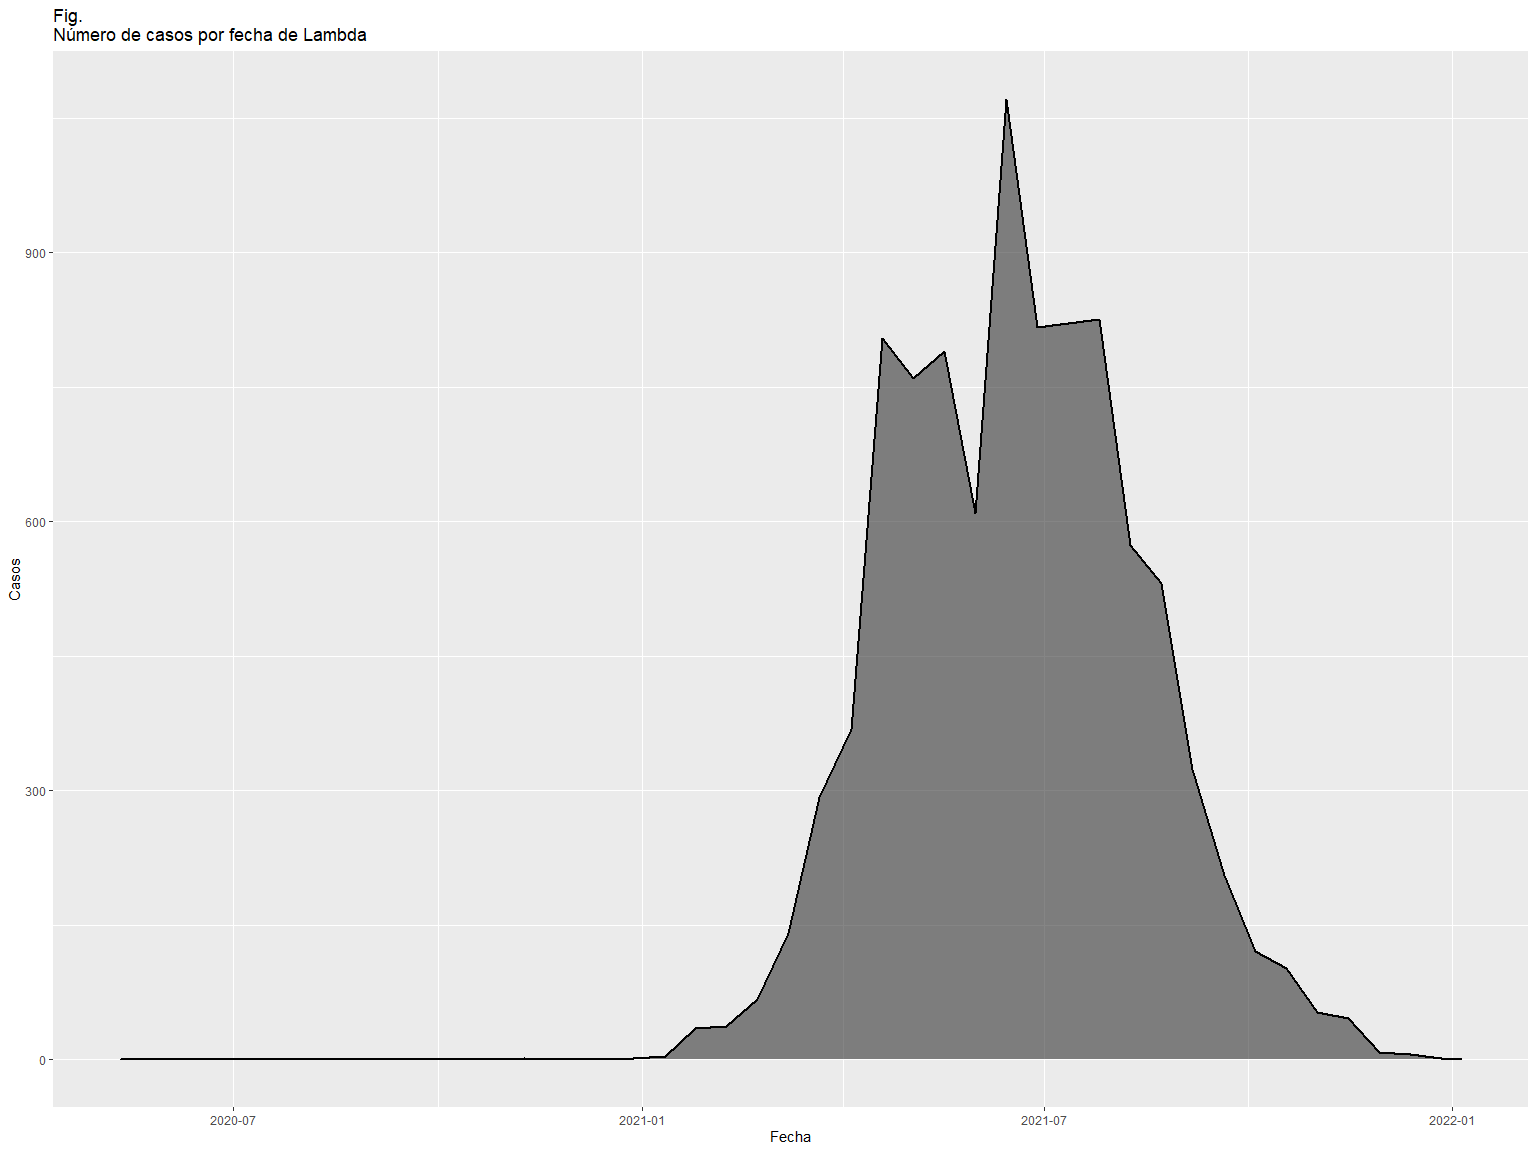 Fig.
Número de casos por fecha de Lambda
900
600
300
0
Casos
2020-07
2021-01
2021-07
2022-01
Fecha